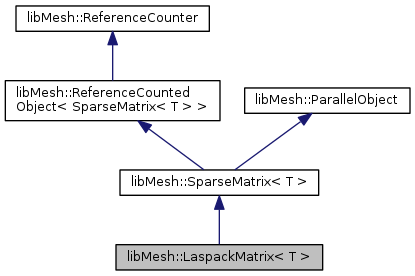 libMesh::ReferenceCounter
libMesh::ReferenceCounted
Object< SparseMatrix< T > >
libMesh::ParallelObject
libMesh::SparseMatrix< T >
libMesh::LaspackMatrix< T >